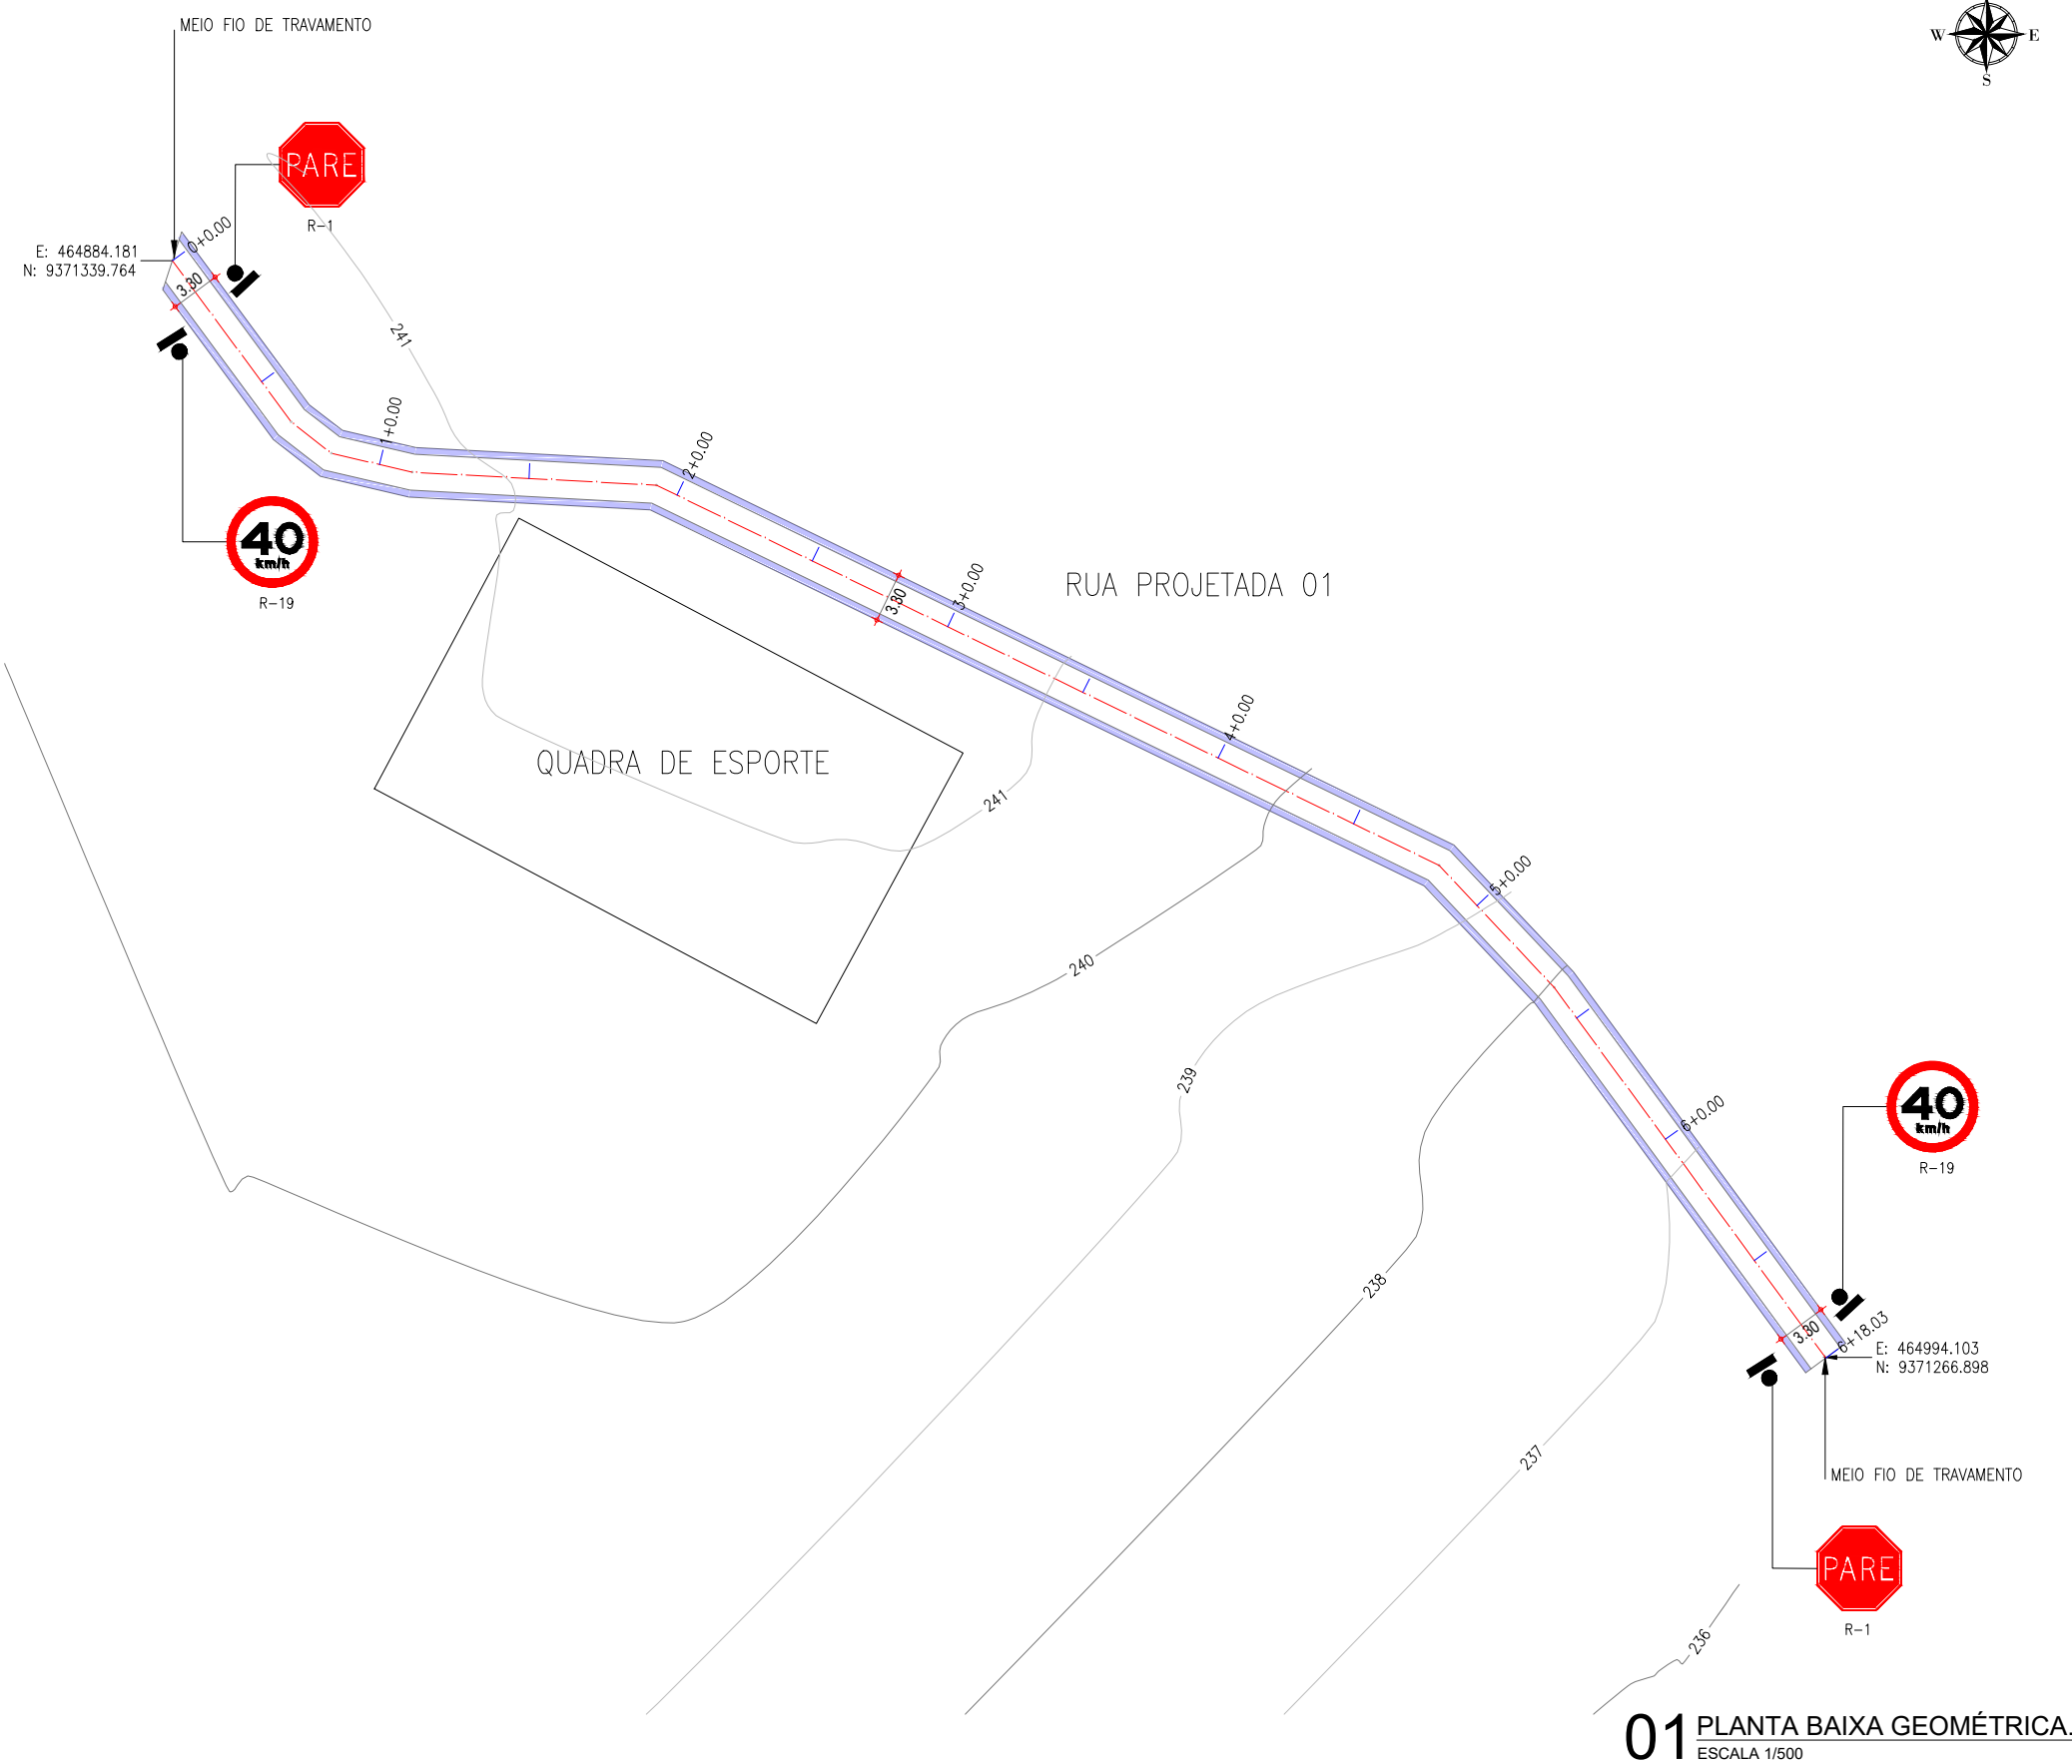 MEIO FIO DE TRAVAMENTO
W
E
S
PARE
R-1
0+0.00
E: 464884.181
N: 9371339.764
3.80
241
1+0.00
2+0.00
40
km/h
R-19
3.80
3+0.00
RUA PROJETADA 01
4+0.00
QUADRA DE ESPORTE
241
5+0.00
240
239
6+0.00
40
km/h
R-19
238
3.80
6+18.03
E: 464994.103
N: 9371266.898
237
MEIO FIO DE TRAVAMENTO
PARE
R-1
236
01 PLANTA BAIXA GEOMÉTRICA.
ESCALA 1/500